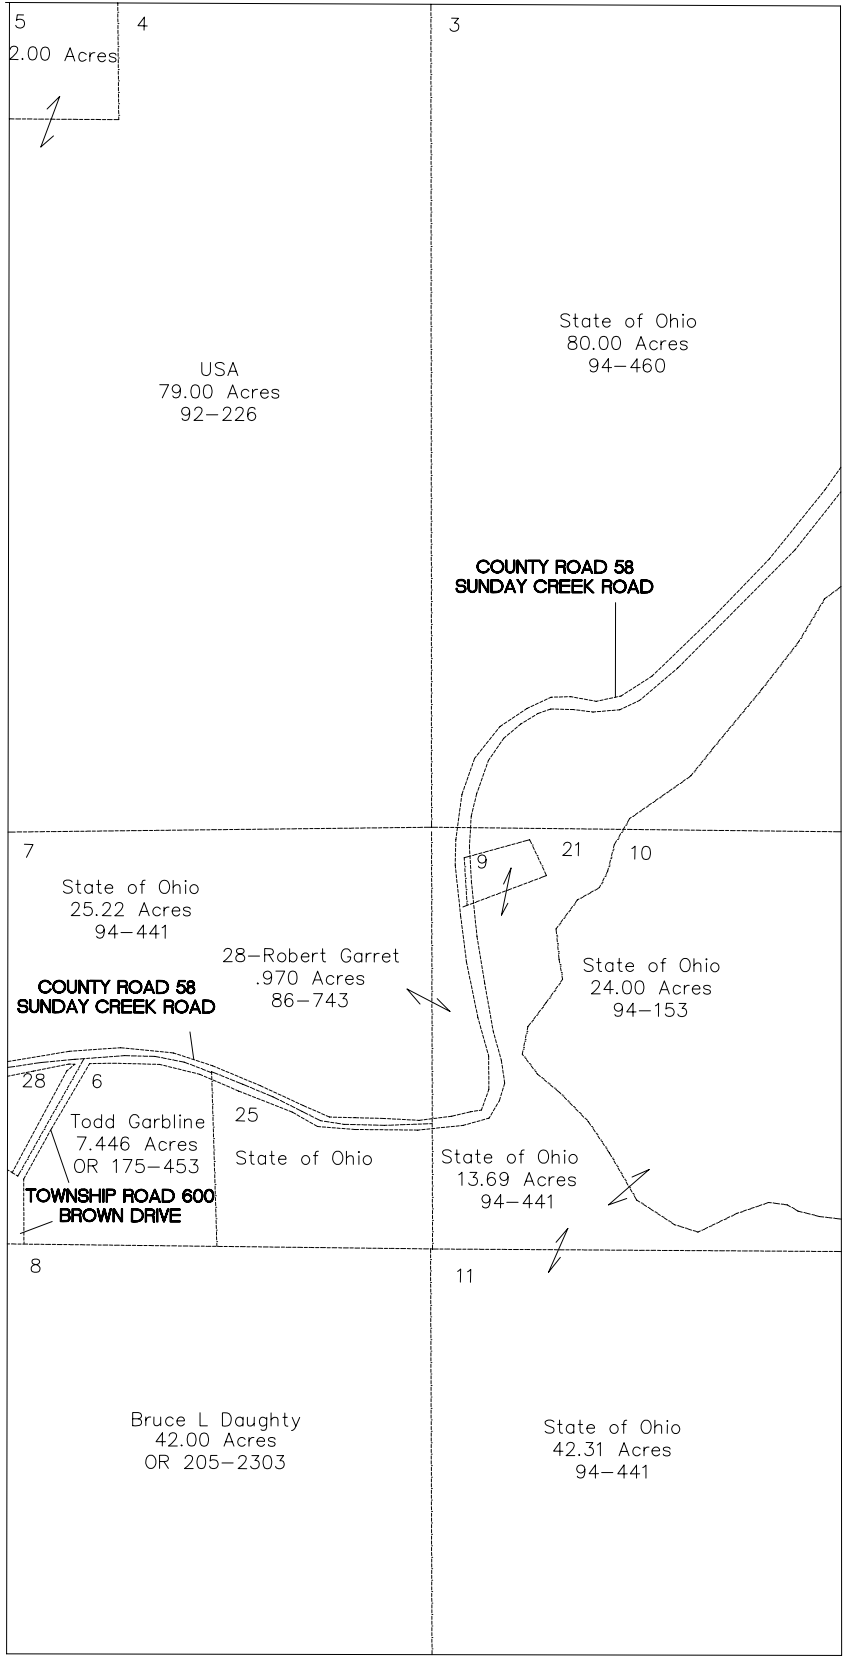 5
4
3
2.00 Acres
State of Ohio
80.00 Acres
94-460
USA
79.00 Acres
92-226
COUNTY ROAD 58
SUNDAY CREEK ROAD
7
9
21
10
State of Ohio
25.22 Acres
94-441
28-Robert Garret
.970 Acres
86-743
State of Ohio
24.00 Acres
94-153
COUNTY ROAD 58
SUNDAY CREEK ROAD
28
6
25
Todd Garbline
7.446 Acres
OR 175-453
State of Ohio
State of Ohio
13.69 Acres
94-441
TOWNSHIP ROAD 600
BROWN DRIVE
8
11
Bruce L Daughty
42.00 Acres
OR 205-2303
State of Ohio
42.31 Acres
94-441